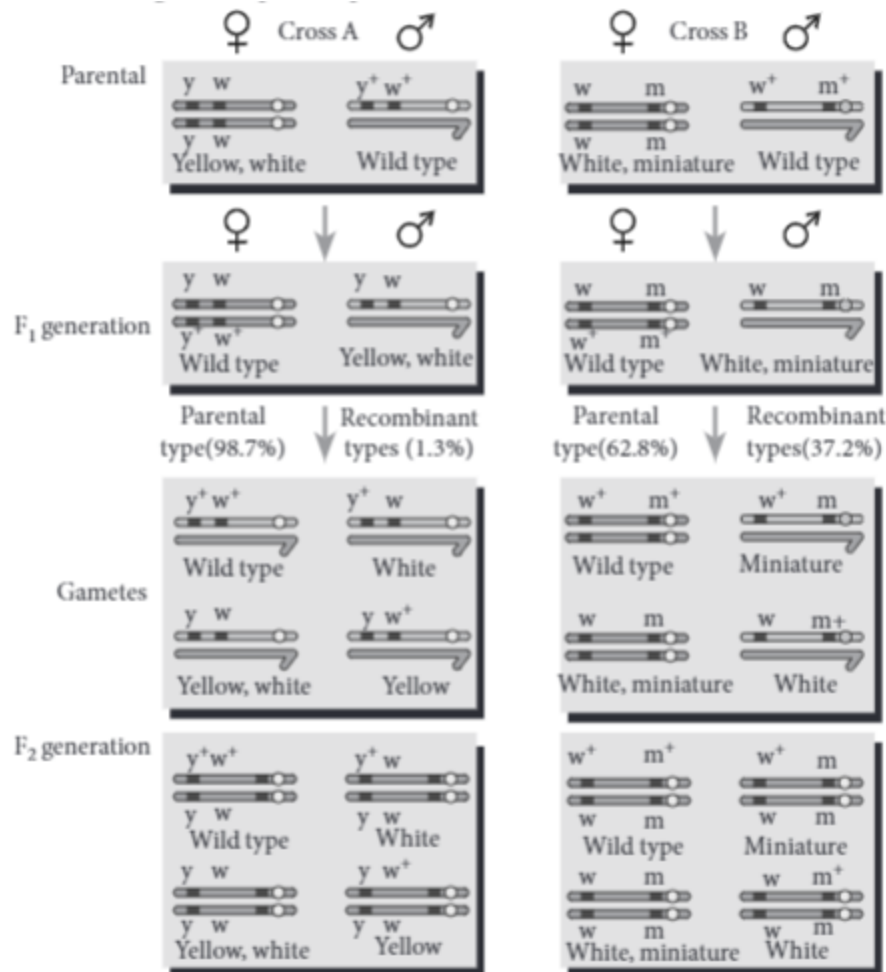 ♀ Cross A ♂
Parental
y w
y⁺ w⁺
y w
Yellow, white
Wild type
♀ ♂
F₁ generation
y w
y w
y⁺ w⁺
Wild type
Yellow, white
Parental
type(98.7%)
Recombinant
types (1.3%)
Gametes
y⁺ w⁺
y⁺ w
Wild type
White
y w
y w⁺
Yellow, white
Yellow
F₂ generation
y⁺w⁺
y⁺ w
y w
y w
Wild type
White
y w
y w⁺
y w
y w
Yellow, white
Yellow
♀ Cross B ♂
w m
w⁺ m⁺
w m
White, miniature
Wild type
♀ ♂
w m
w m
w⁺ m⁺
Wild type
White, miniature
Parental
type(62.8%)
Recombinant
types(37.2%)
w⁺ m⁺
w⁺ m
Wild type
Miniature
w m
w m+
White, miniature
White
w⁺ m⁺
w⁺ m
w m
w m
Wild type
Miniature
w m
w m⁺
w m
w m
White, miniature
White